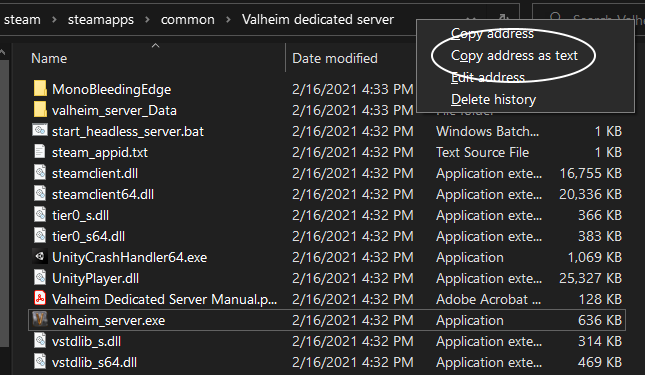 steam > steamapps > common > Valheim dedicated server
Search Valhe
Copy address
Copy address as text
Edit address
Delete history
Name Date modified
MonoBleedingEdge 2/16/2021 4:33 PM
valheim_server_Data 2/16/2021 4:33 PM File folder
start_headless_server.bat 2/16/2021 4:32 PM Windows Batch... 1 KB
steam_appid.txt 2/16/2021 4:32 PM Text Source File 1 KB
steamclient.dll 2/16/2021 4:32 PM Application exte... 16,755 KB
steamclient64.dll 2/16/2021 4:32 PM Application exte... 20,336 KB
tier0_s.dll 2/16/2021 4:32 PM Application exte... 366 KB
tier0_s64.dll 2/16/2021 4:32 PM Application exte... 383 KB
UnityCrashHandler64.exe 2/16/2021 4:32 PM Application 1,069 KB
UnityPlayer.dll 2/16/2021 4:32 PM Application exte... 25,327 KB
Valheim Dedicated Server Manual.p... 2/16/2021 4:32 PM Adobe Acrobat ... 128 KB
valheim_server.exe 2/16/2021 4:32 PM Application 636 KB
vstdlib_s.dll 2/16/2021 4:32 PM Application exte... 314 KB
vstdlib_s64.dll 2/16/2021 4:32 PM Application exte... 469 KB